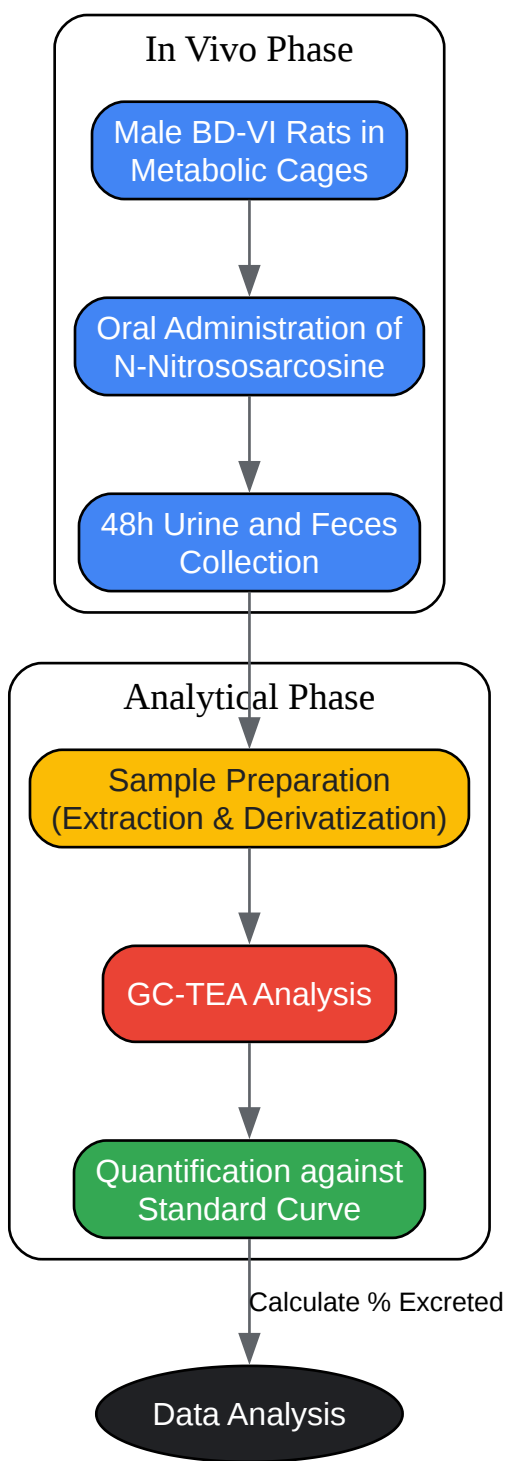 In Vivo Phase
Male BD-VI Rats in
Metabolic Cages
Oral Administration of
N-Nitrososarcosine
48h Urine and Feces
Collection
Analytical Phase
Sample Preparation
(Extraction & Derivatization)
GC-TEA Analysis
Quantification against
Standard Curve
Calculate % Excreted
Data Analysis